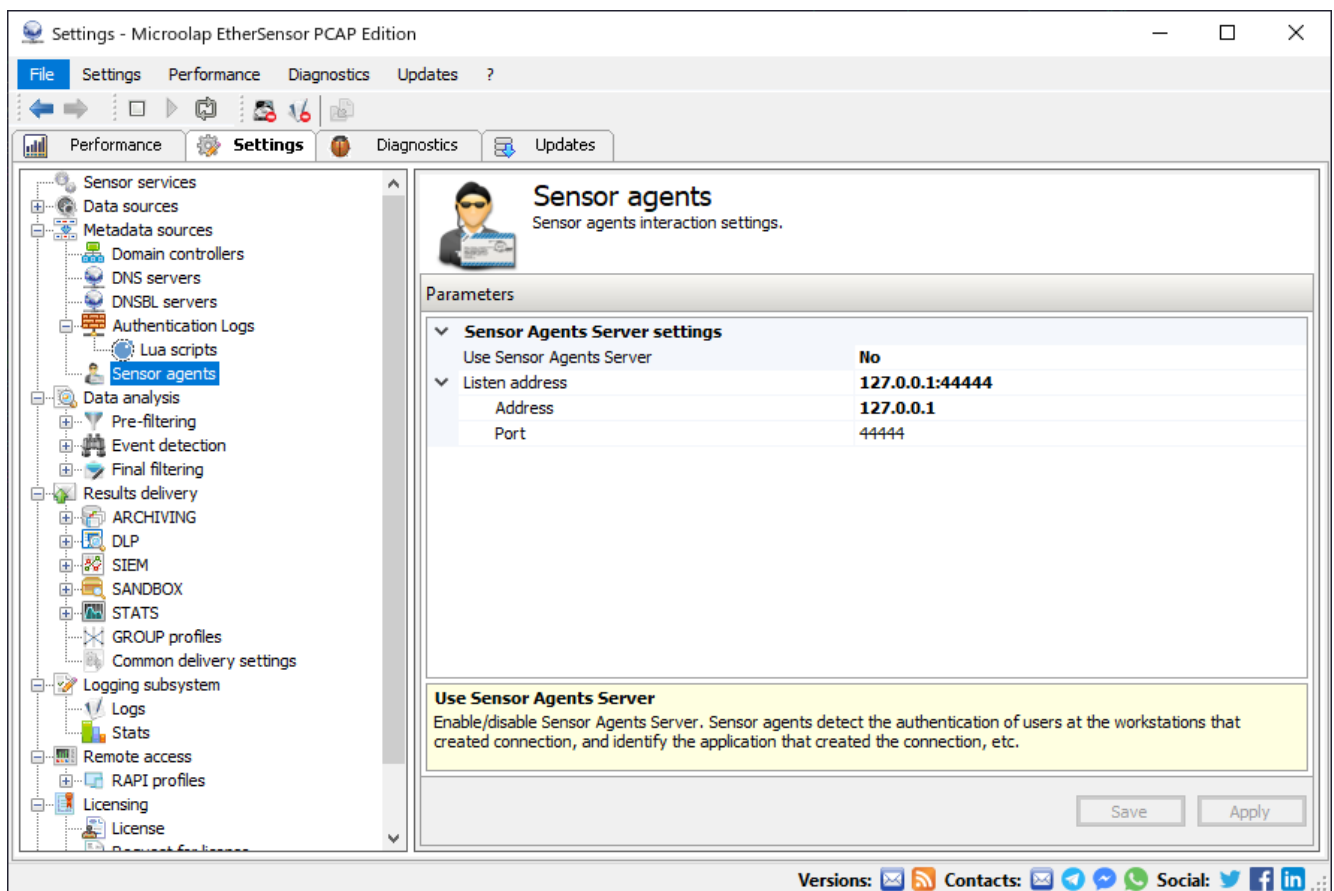 Settings - Microolap EtherSensor PCAP Edition
File Settings Performance Diagnostics Updates ?
Performance Settings Diagnostics Updates
Sensor services
Data sources
Metadata sources
Domain controllers
DNS servers
DNSBL servers
Authentication Logs
Lua scripts
Sensor agents
Data analysis
Pre-filtering
Event detection
Final filtering
Results delivery
ARCHIVING
DLP
SIEM
SANDBOX
STATS
GROUP profiles
Common delivery settings
Logging subsystem
Logs
Stats
Remote access
RAPI profiles
Licensing
License
Request for license
Sensor agents
Sensor agents interaction settings.
Parameters
Sensor Agents Server settings
Use Sensor Agents Server No
Listen address 127.0.0.1:44444
Address 127.0.0.1
Port 44444
Use Sensor Agents Server
Enable/disable Sensor Agents Server. Sensor agents detect the authentication of users at the workstations that
created connection, and identify the application that created the connection, etc.
Save Apply
Versions: Contacts: Social: